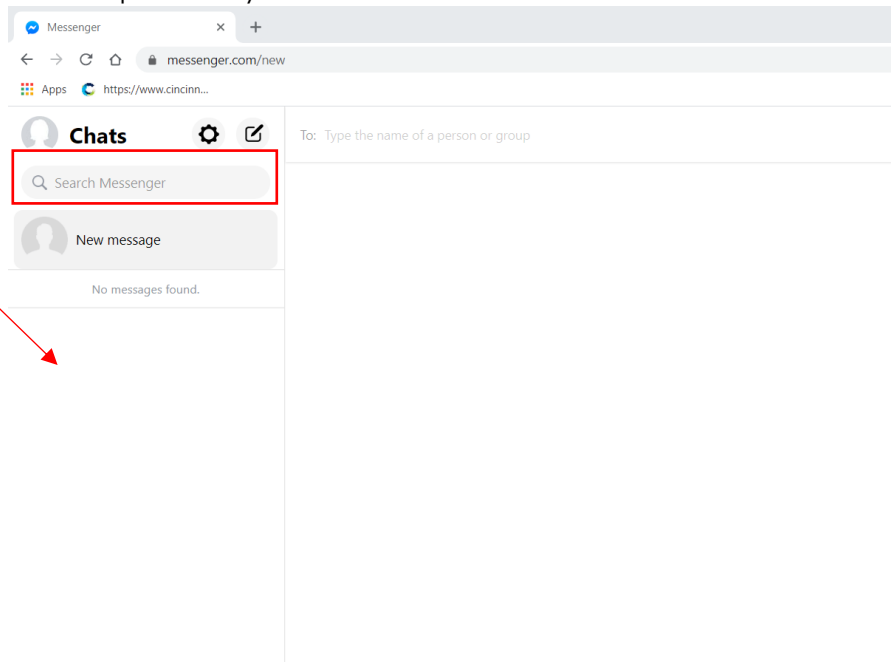 Messenger
messenger.com/new
Apps https://www.cincinn...
Chats
To: Type the name of a person or group
Search Messenger
New message
No messages found.